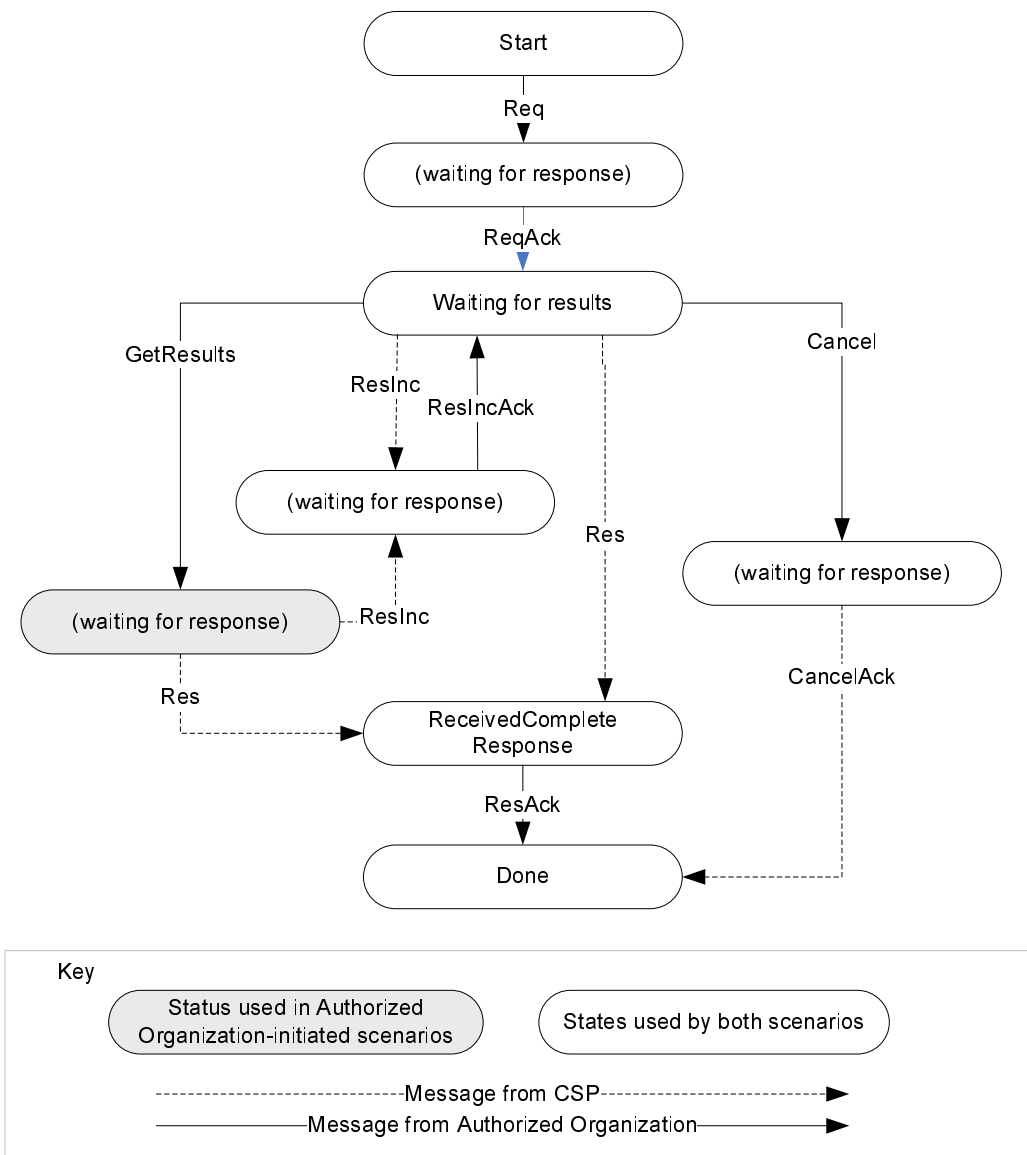 Start
Req
(waiting for response)
ReqAck
Waiting for results
GetResults
Cancel
ResInc
ResIncAck
(waiting for response)
Res
(waiting for response)
(waiting for response)
ResInc
CancelAck
Res
ReceivedComplete
Response
ResAck
Done
Key
Status used in Authorized
Organization-initiated scenarios
States used by both scenarios
Message from CSP
Message from Authorized Organization